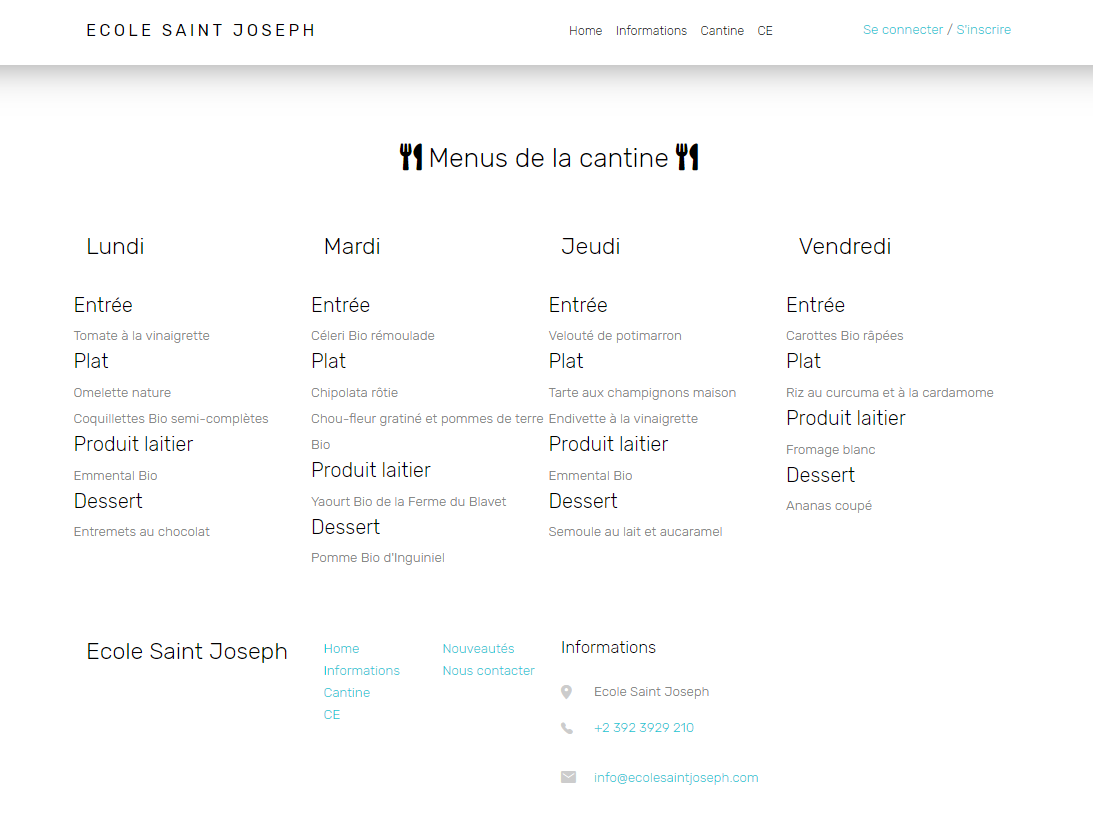 ECOLE SAINT JOSEPH
Home Informations Cantine CE
Se connecter / S'inscrire
Menus de la cantine
Lundi
Entrée
Tomate à la vinaigrette
Plat
Omelette nature
Coquillettes Bio semi-complètes
Produit laitier
Emmental Bio
Dessert
Entremets au chocolat
Mardi
Entrée
Céleri Bio rémoulade
Plat
Chipolata rôtie
Chou-fleur gratiné et pommes de terre
Bio
Produit laitier
Yaourt Bio de la Ferme du Blavet
Dessert
Pomme Bio d'Inguiniel
Jeudi
Entrée
Velouté de potimarron
Plat
Tarte aux champignons maison
Endivette à la vinaigrette
Produit laitier
Emmental Bio
Dessert
Semoule au lait et aucaramel
Vendredi
Entrée
Carottes Bio râpées
Plat
Riz au curcuma et à la cardamome
Produit laitier
Fromage blanc
Dessert
Ananas coupé
Ecole Saint Joseph
Home
Informations
Cantine
CE
Nouveautés
Nous contacter
Informations
Ecole Saint Joseph
+2 392 3929 210
info@ecolesaintjoseph.com